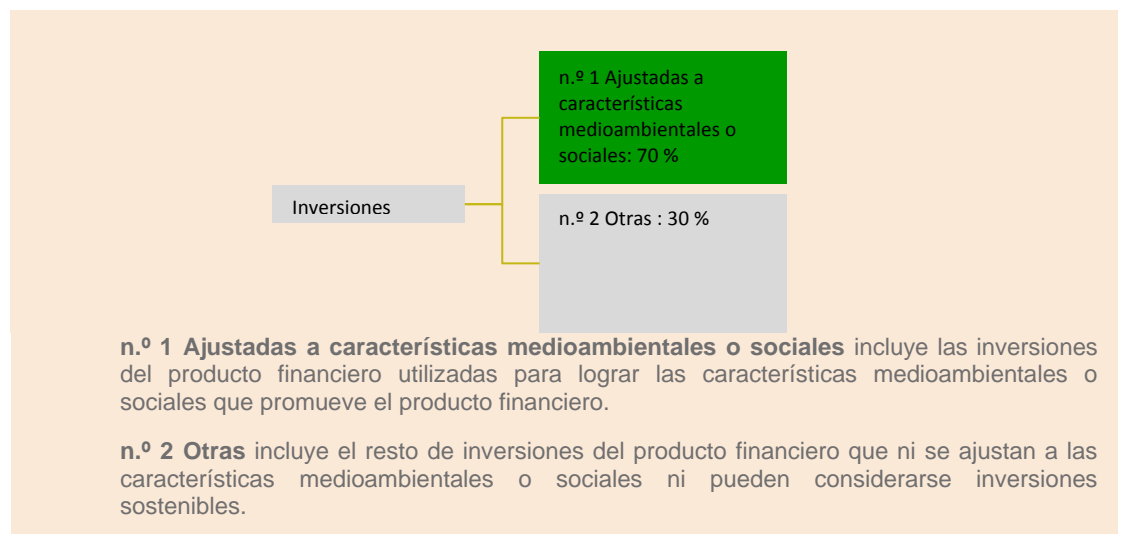 n.º 1 Ajustadas a
características
medioambientales o
sociales: 70 %
Inversiones
n.º 2 Otras : 30 %
n.º 1 Ajustadas a características medioambientales o sociales incluye las inversiones
del producto financiero utilizadas para lograr las características medioambientales o
sociales que promueve el producto financiero.
n.º 2 Otras incluye el resto de inversiones del producto financiero que ni se ajustan a las
características medioambientales o sociales ni pueden considerarse inversiones
sostenibles.